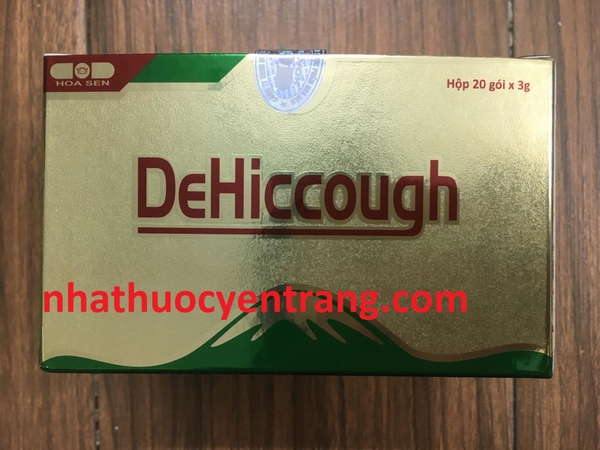 HOA SEN
Hộp 20 gói x 3g
DeHiccough
nhathuocyentrang.com